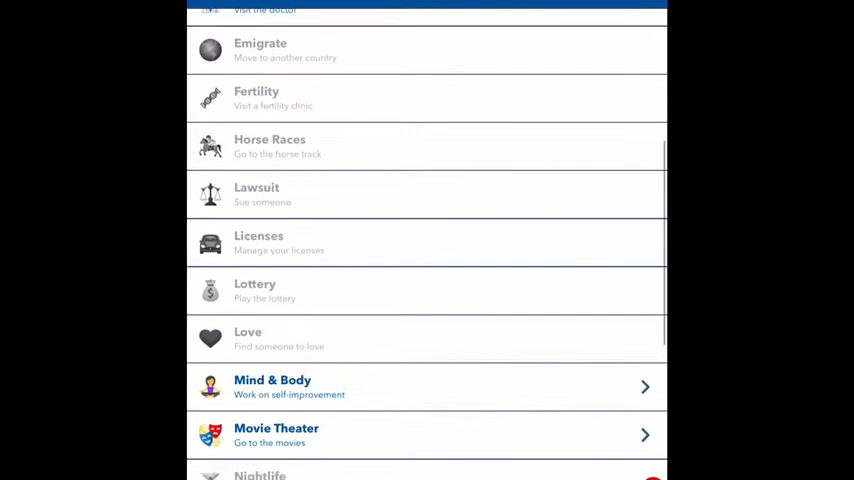 Visit the doctor
Emigrate
Move to another country
Fertility
Visit a fertility clinic
Horse Races
Go to the horse track
Lawsuit
Sue someone
Licenses
Manage your licenses
Lottery
Play the lottery
Love
Find someone to love
Mind & Body
Work on self-improvement
Movie Theater
Go to the movies
Nightlife